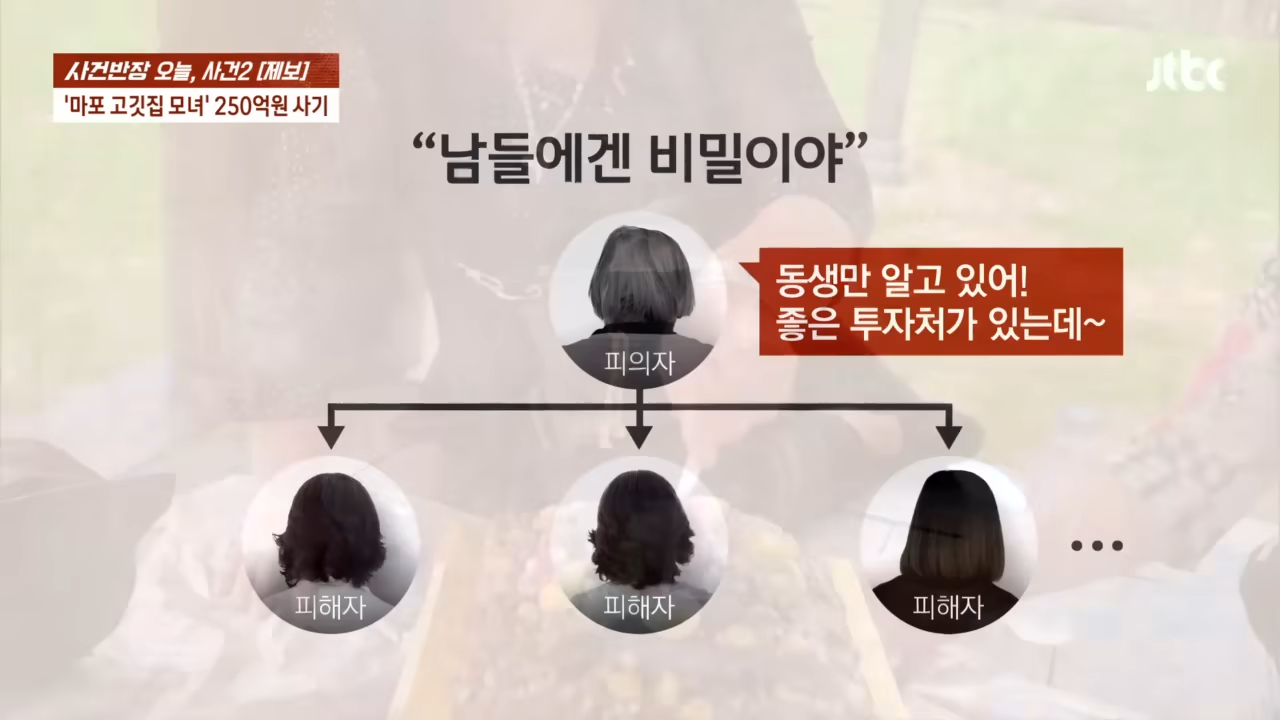 사건반장 오늘, 사건2 [제보]
'마포 고깃집 모녀' 250억원 사기
jtbc
“남들에겐 비밀이야”
동생만 알고 있어!
좋은 투자처가 있는데~
피의자
피해자
피해자
피해자